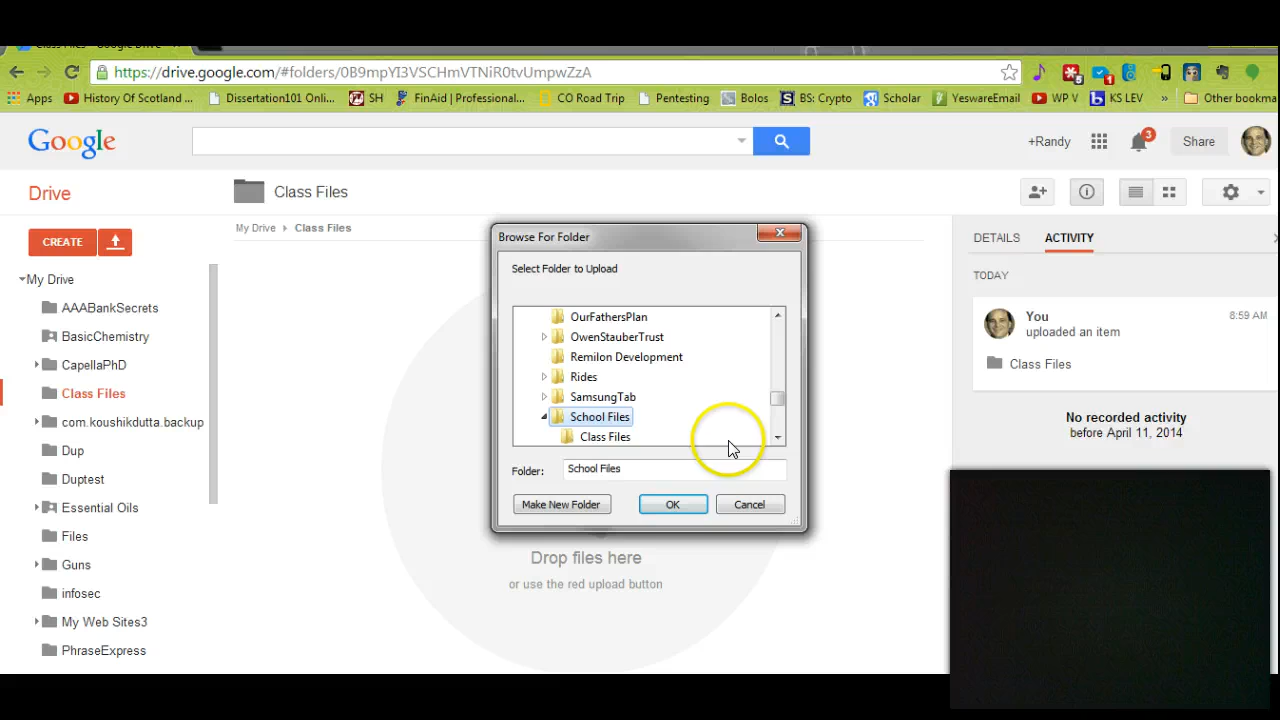 Class Files - Google Drive
https://drive.google.com/#folders/0B9mpYI3VSCHmVTNiR0tvUmpwZzA
Apps History Of Scotland ... Dissertation101 Onli... SH FinAid | Professional... CO Road Trip Pentesting Bolos BS: Crypto Scholar YeswareEmail WP V KS LEV » Other bookma
5
1
Google
+Randy
3
Share
Drive
Class Files
My Drive Class Files
CREATE
My Drive
AAABankSecrets
BasicChemistry
CapellaPhD
Class Files
com.koushikdutta.backup
Dup
Duptest
Essential Oils
Files
Guns
infosec
My Web Sites3
PhraseExpress
Browse For Folder
Select Folder to Upload
OurFathersPlan
OwenStauberTrust
Remilon Development
Rides
SamsungTab
School Files
Class Files
Folder: School Files
Make New Folder OK Cancel
Drop files here
or use the red upload button
DETAILS ACTIVITY
TODAY
You 8:59 AM
uploaded an item
Class Files
No recorded activity
before April 11, 2014